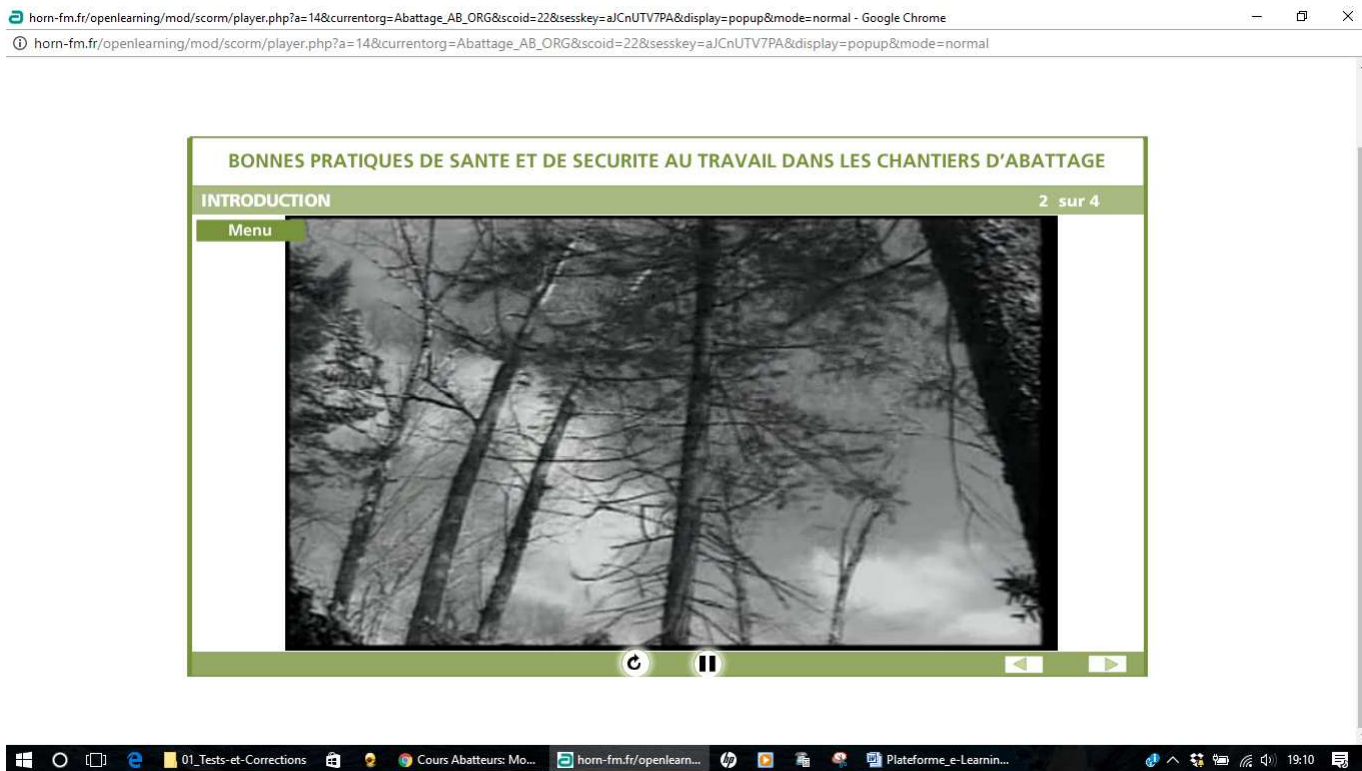 horn-fm.fr/openlearning/mod/scorm/player.php?a=14&currentorg=Abattage_AB_ORG&scoid=22&sesskey=aJCnUTV7PA&display=popup&mode=normal - Google Chrome
horn-fm.fr/openlearning/mod/scorm/player.php?a=14&currentorg=Abattage_AB_ORG&scoid=22&sesskey=aJCnUTV7PA&display=popup&mode=normal
BONNES PRATIQUES DE SANTE ET DE SECURITE AU TRAVAIL DANS LES CHANTIERS D'ABATTAGE
INTRODUCTION 2 sur 4
Menu
01_Tests-et-Corrections Cours Abatteurs: Mo... horn-fm.fr/openlearn... Plateforme_e-Learnin... 19:10